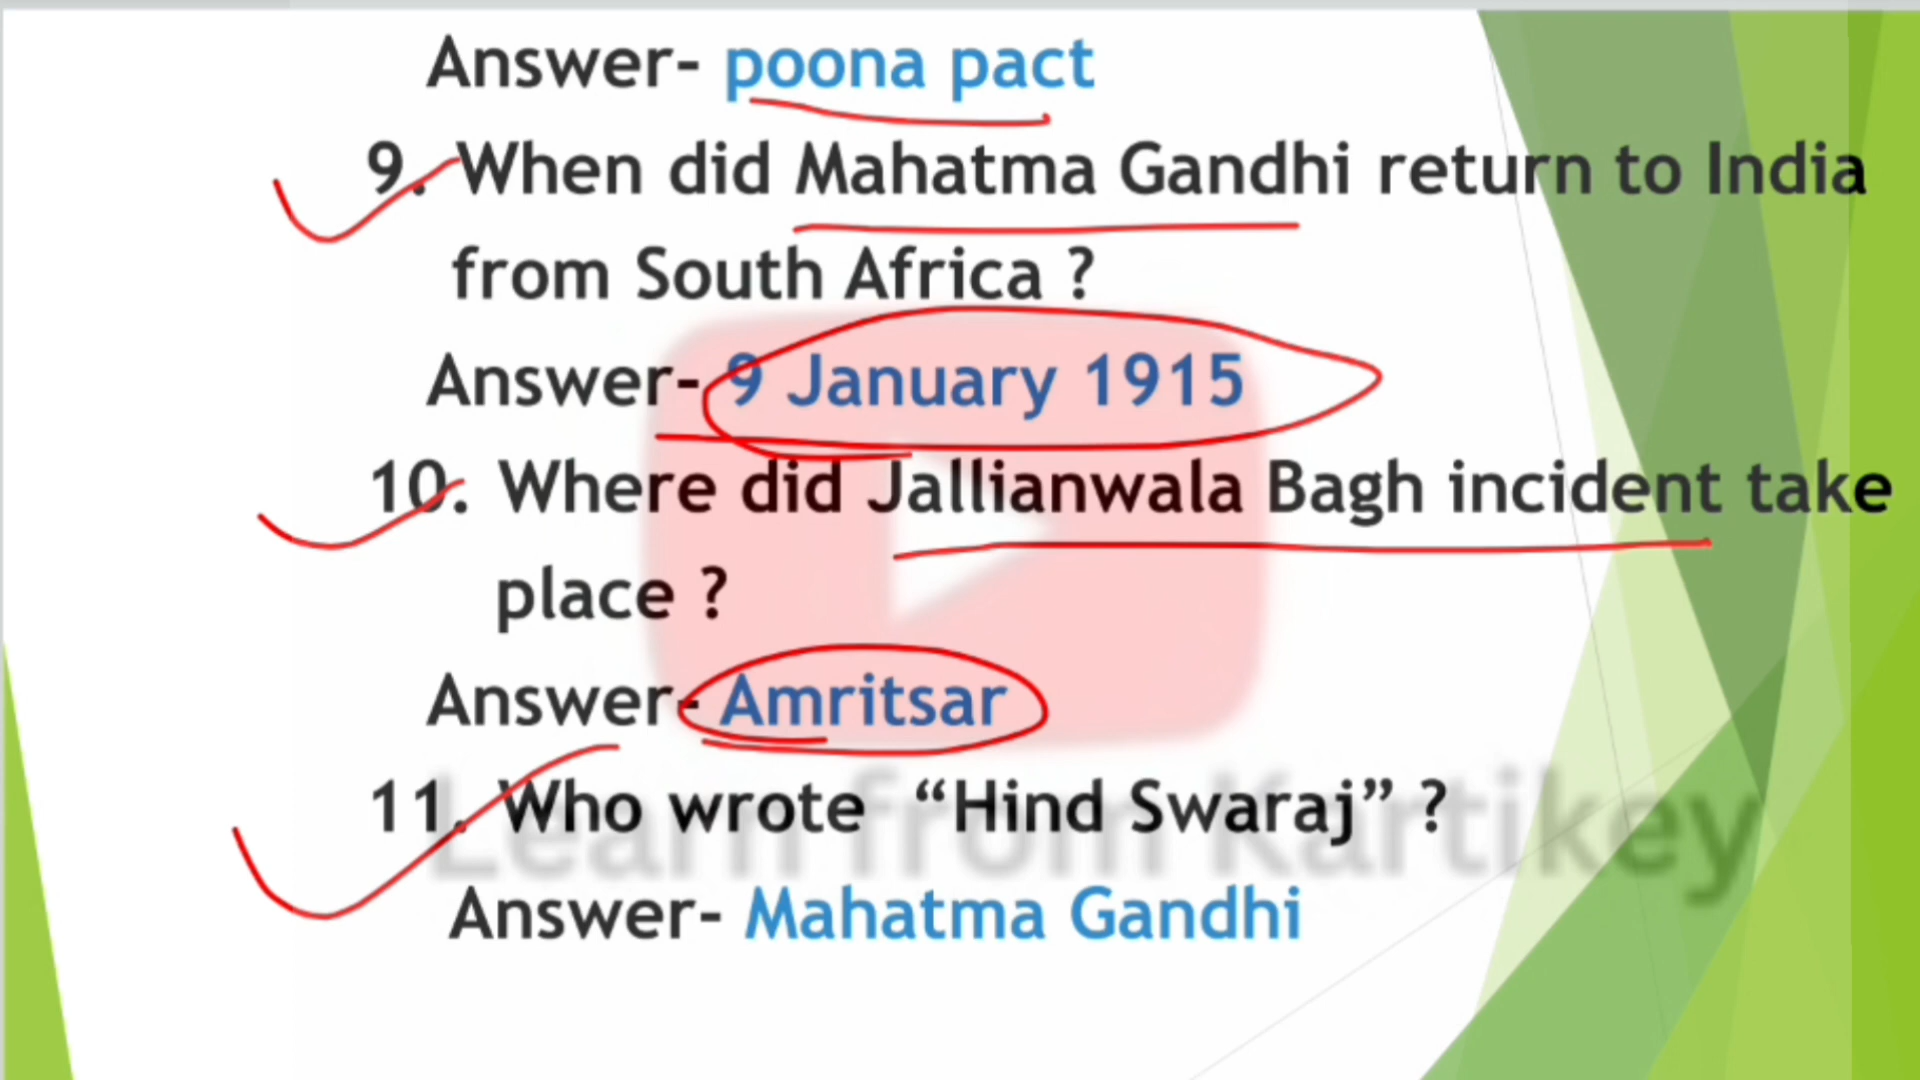 Answer- poona pact
9. When did Mahatma Gandhi return to India
from South Africa ?
Answer- 9 January 1915
10. Where did Jallianwala Bagh incident take
place ?
Answer- Amritsar
11. Who wrote “Hind Swaraj” ?
Learn from Kartikey
Answer- Mahatma Gandhi